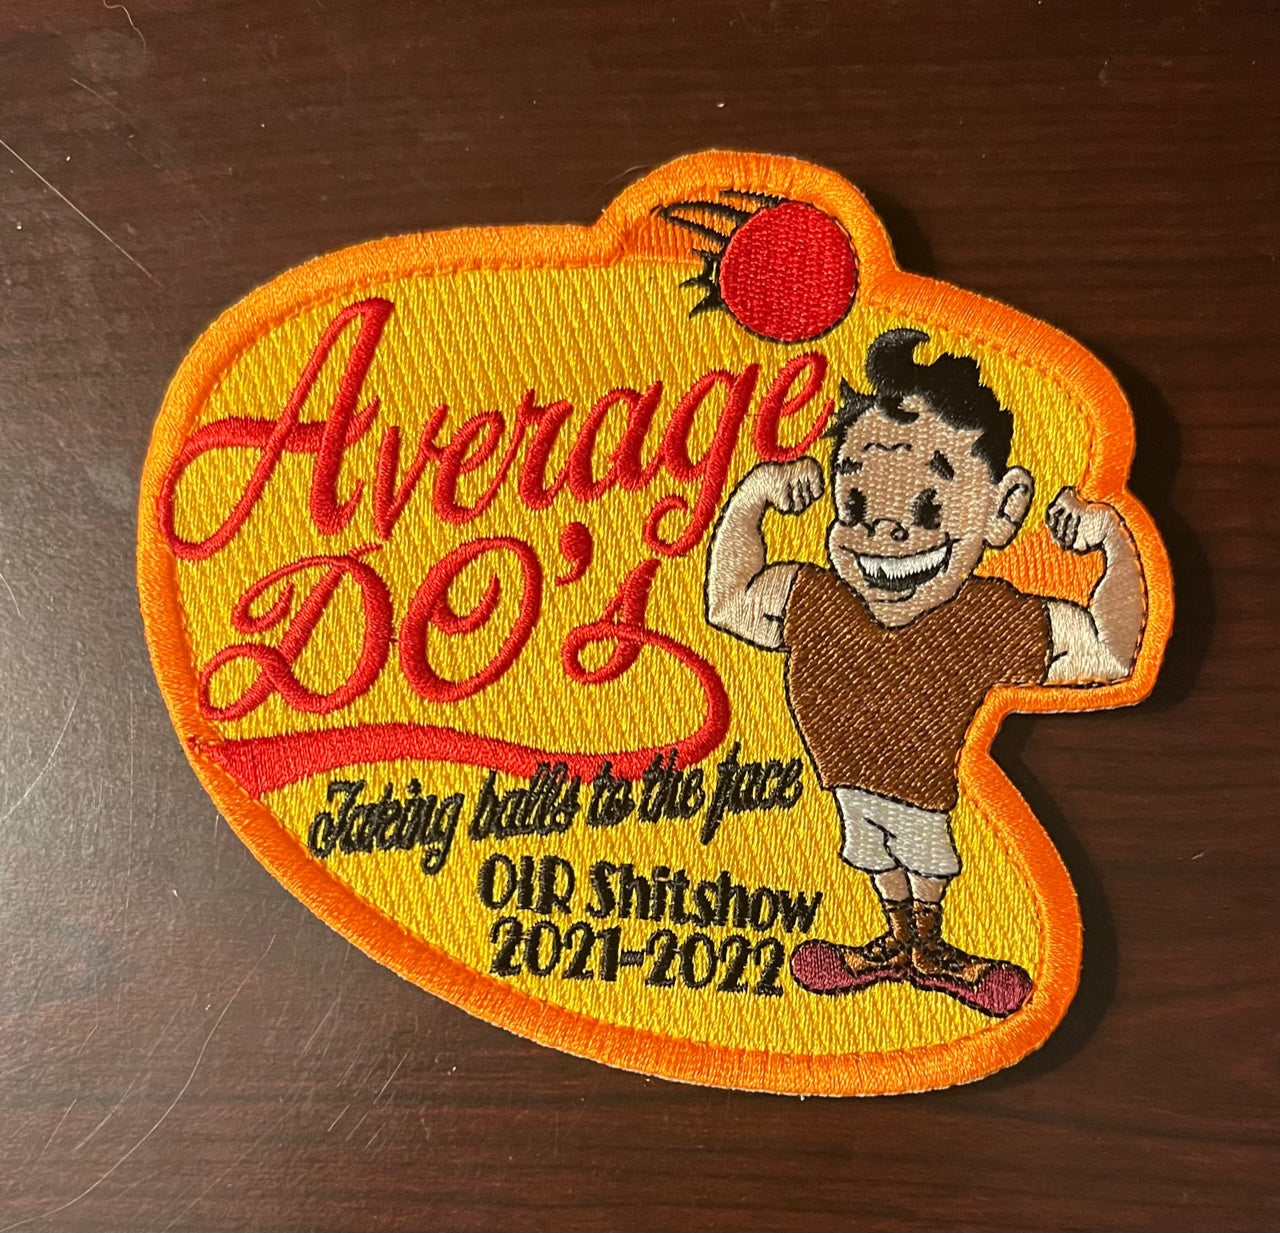 Average
DO's
Taking balls to the face
OIR Shitshow
2021-2022